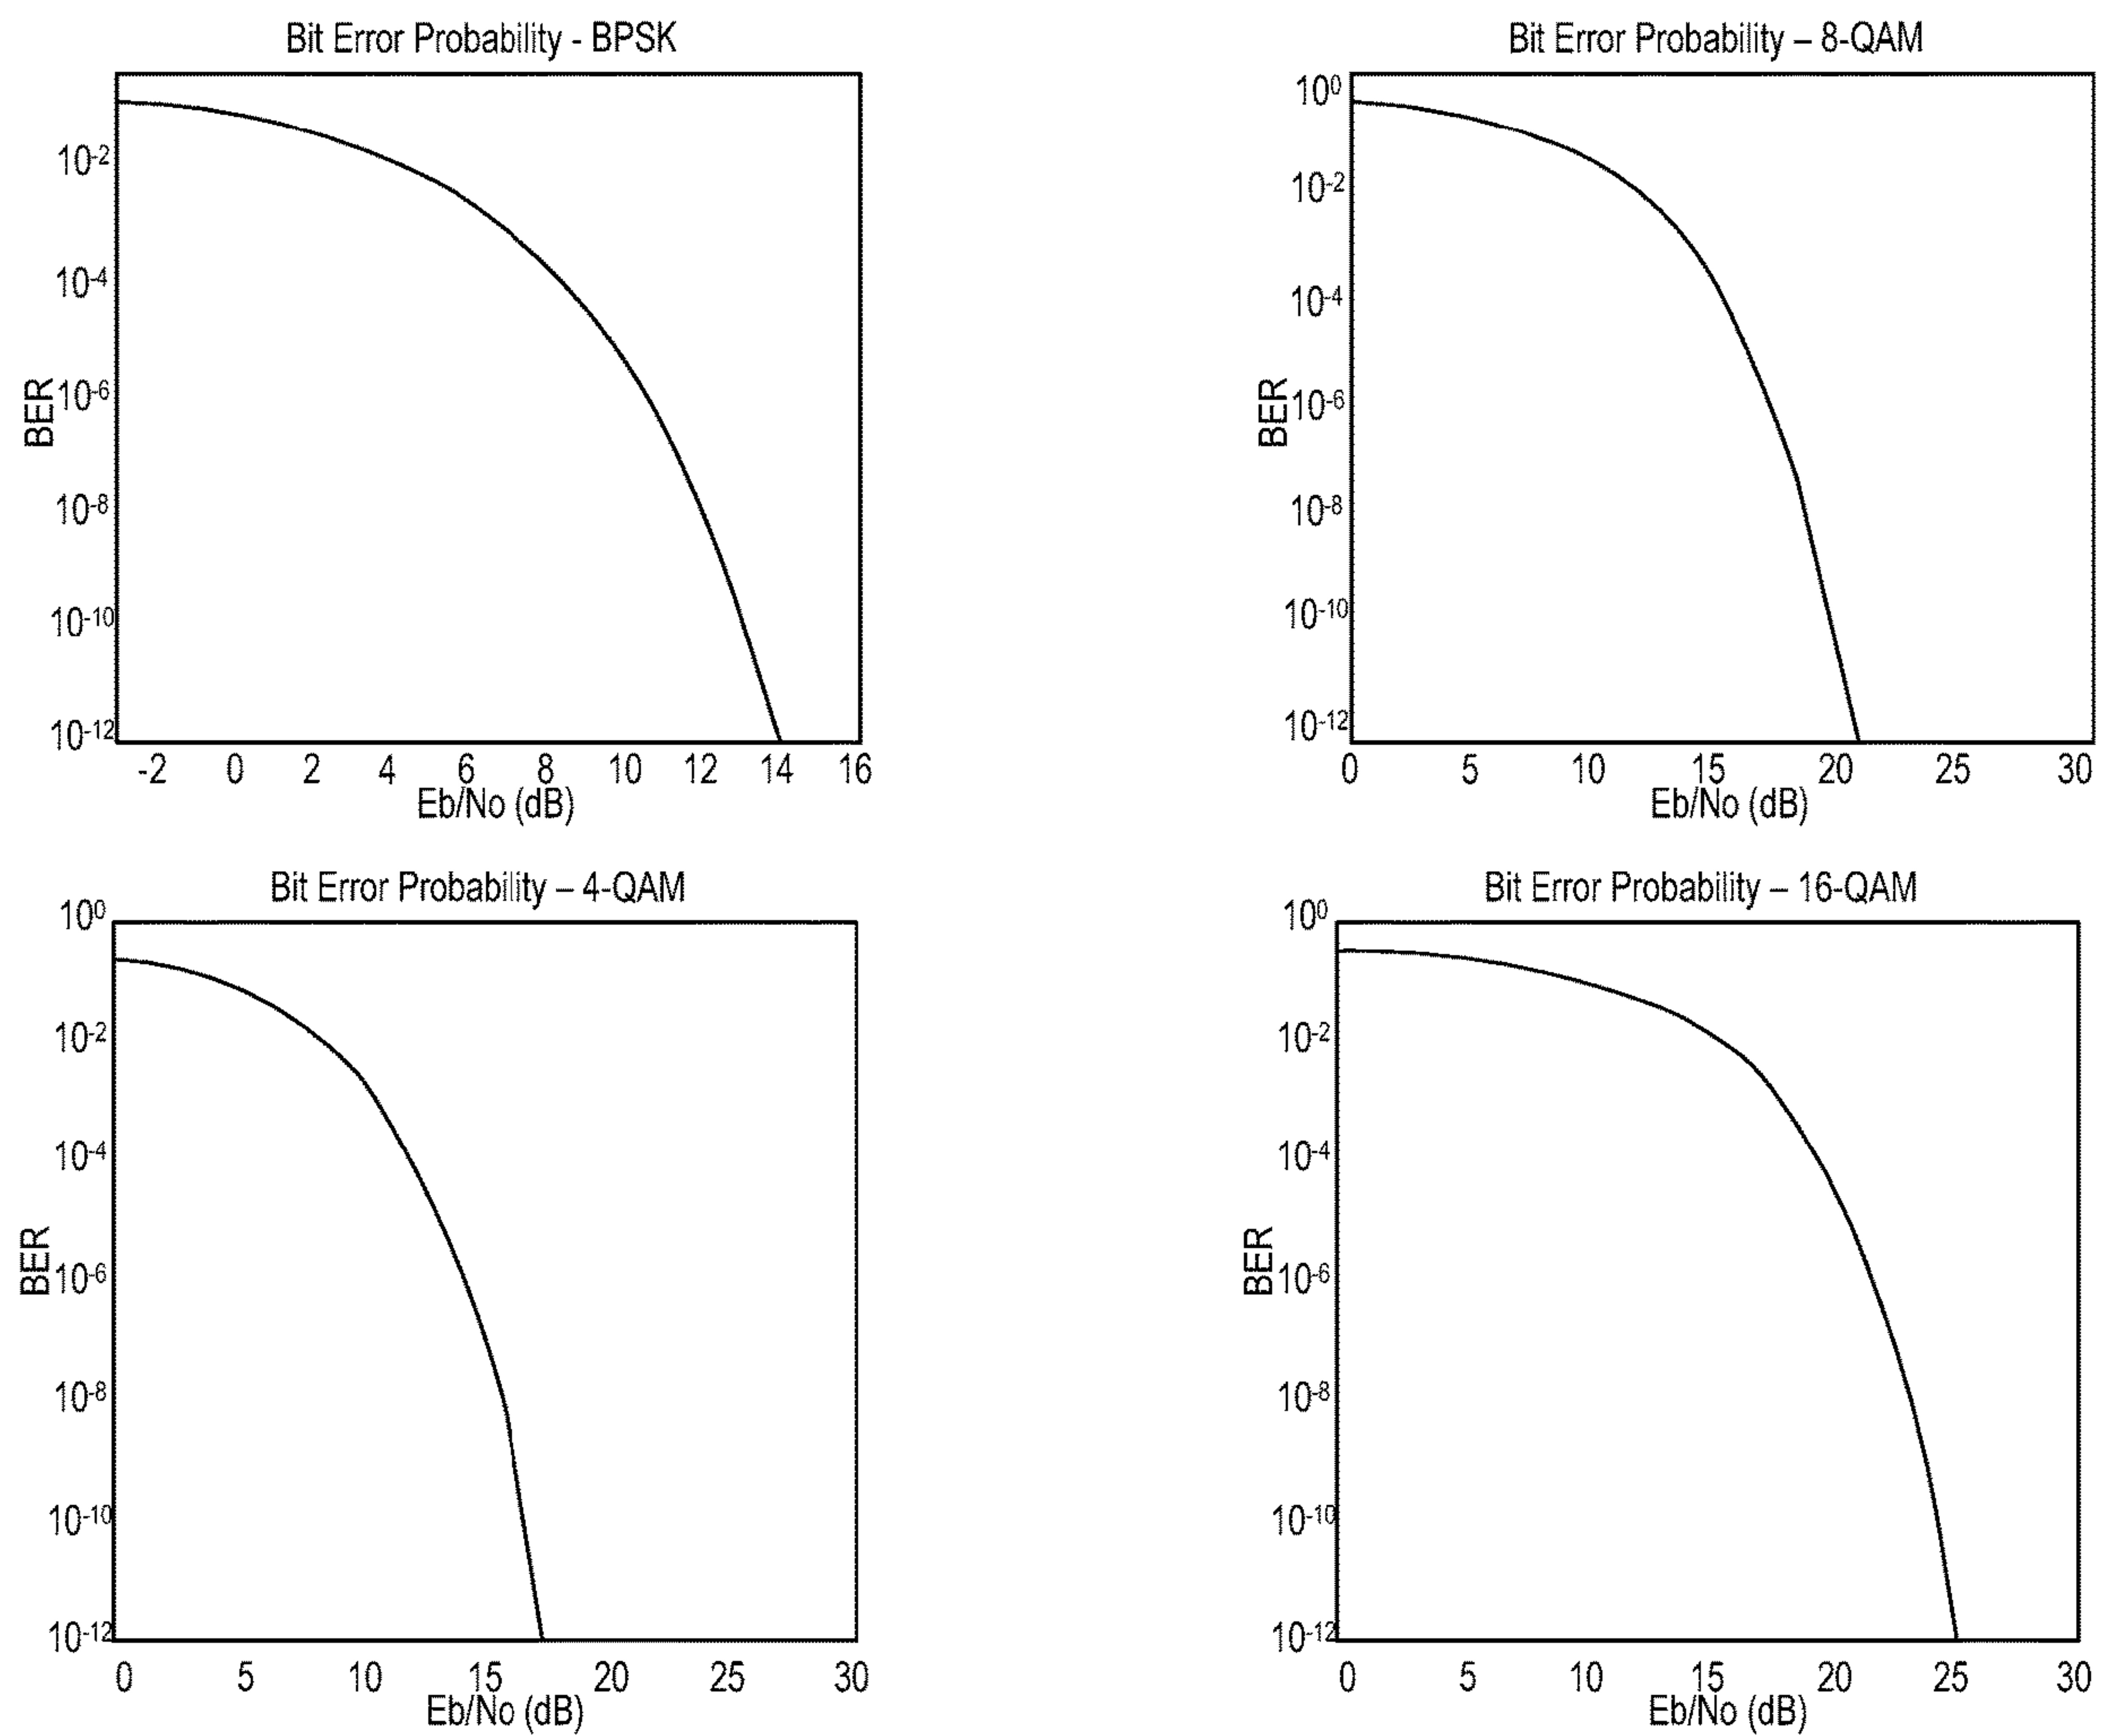 Bit Error Probability - BPSK
10-2
10-4
10-6
10-8
10-10
10-12
BER
-2 0 2 4 6 8 10 12 14 16
Eb/No (dB)
Bit Error Probability – 8-QAM
100
10-2
10-4
10-6
10-8
10-10
10-12
BER
0 5 10 15 20 25 30
Eb/No (dB)
Bit Error Probability – 4-QAM
100
10-2
10-4
10-6
10-8
10-10
10-12
BER
0 5 10 15 20 25 30
Eb/No (dB)
Bit Error Probability – 16-QAM
100
10-2
10-4
10-6
10-8
10-10
10-12
BER
0 5 10 15 20 25 30
Eb/No (dB)